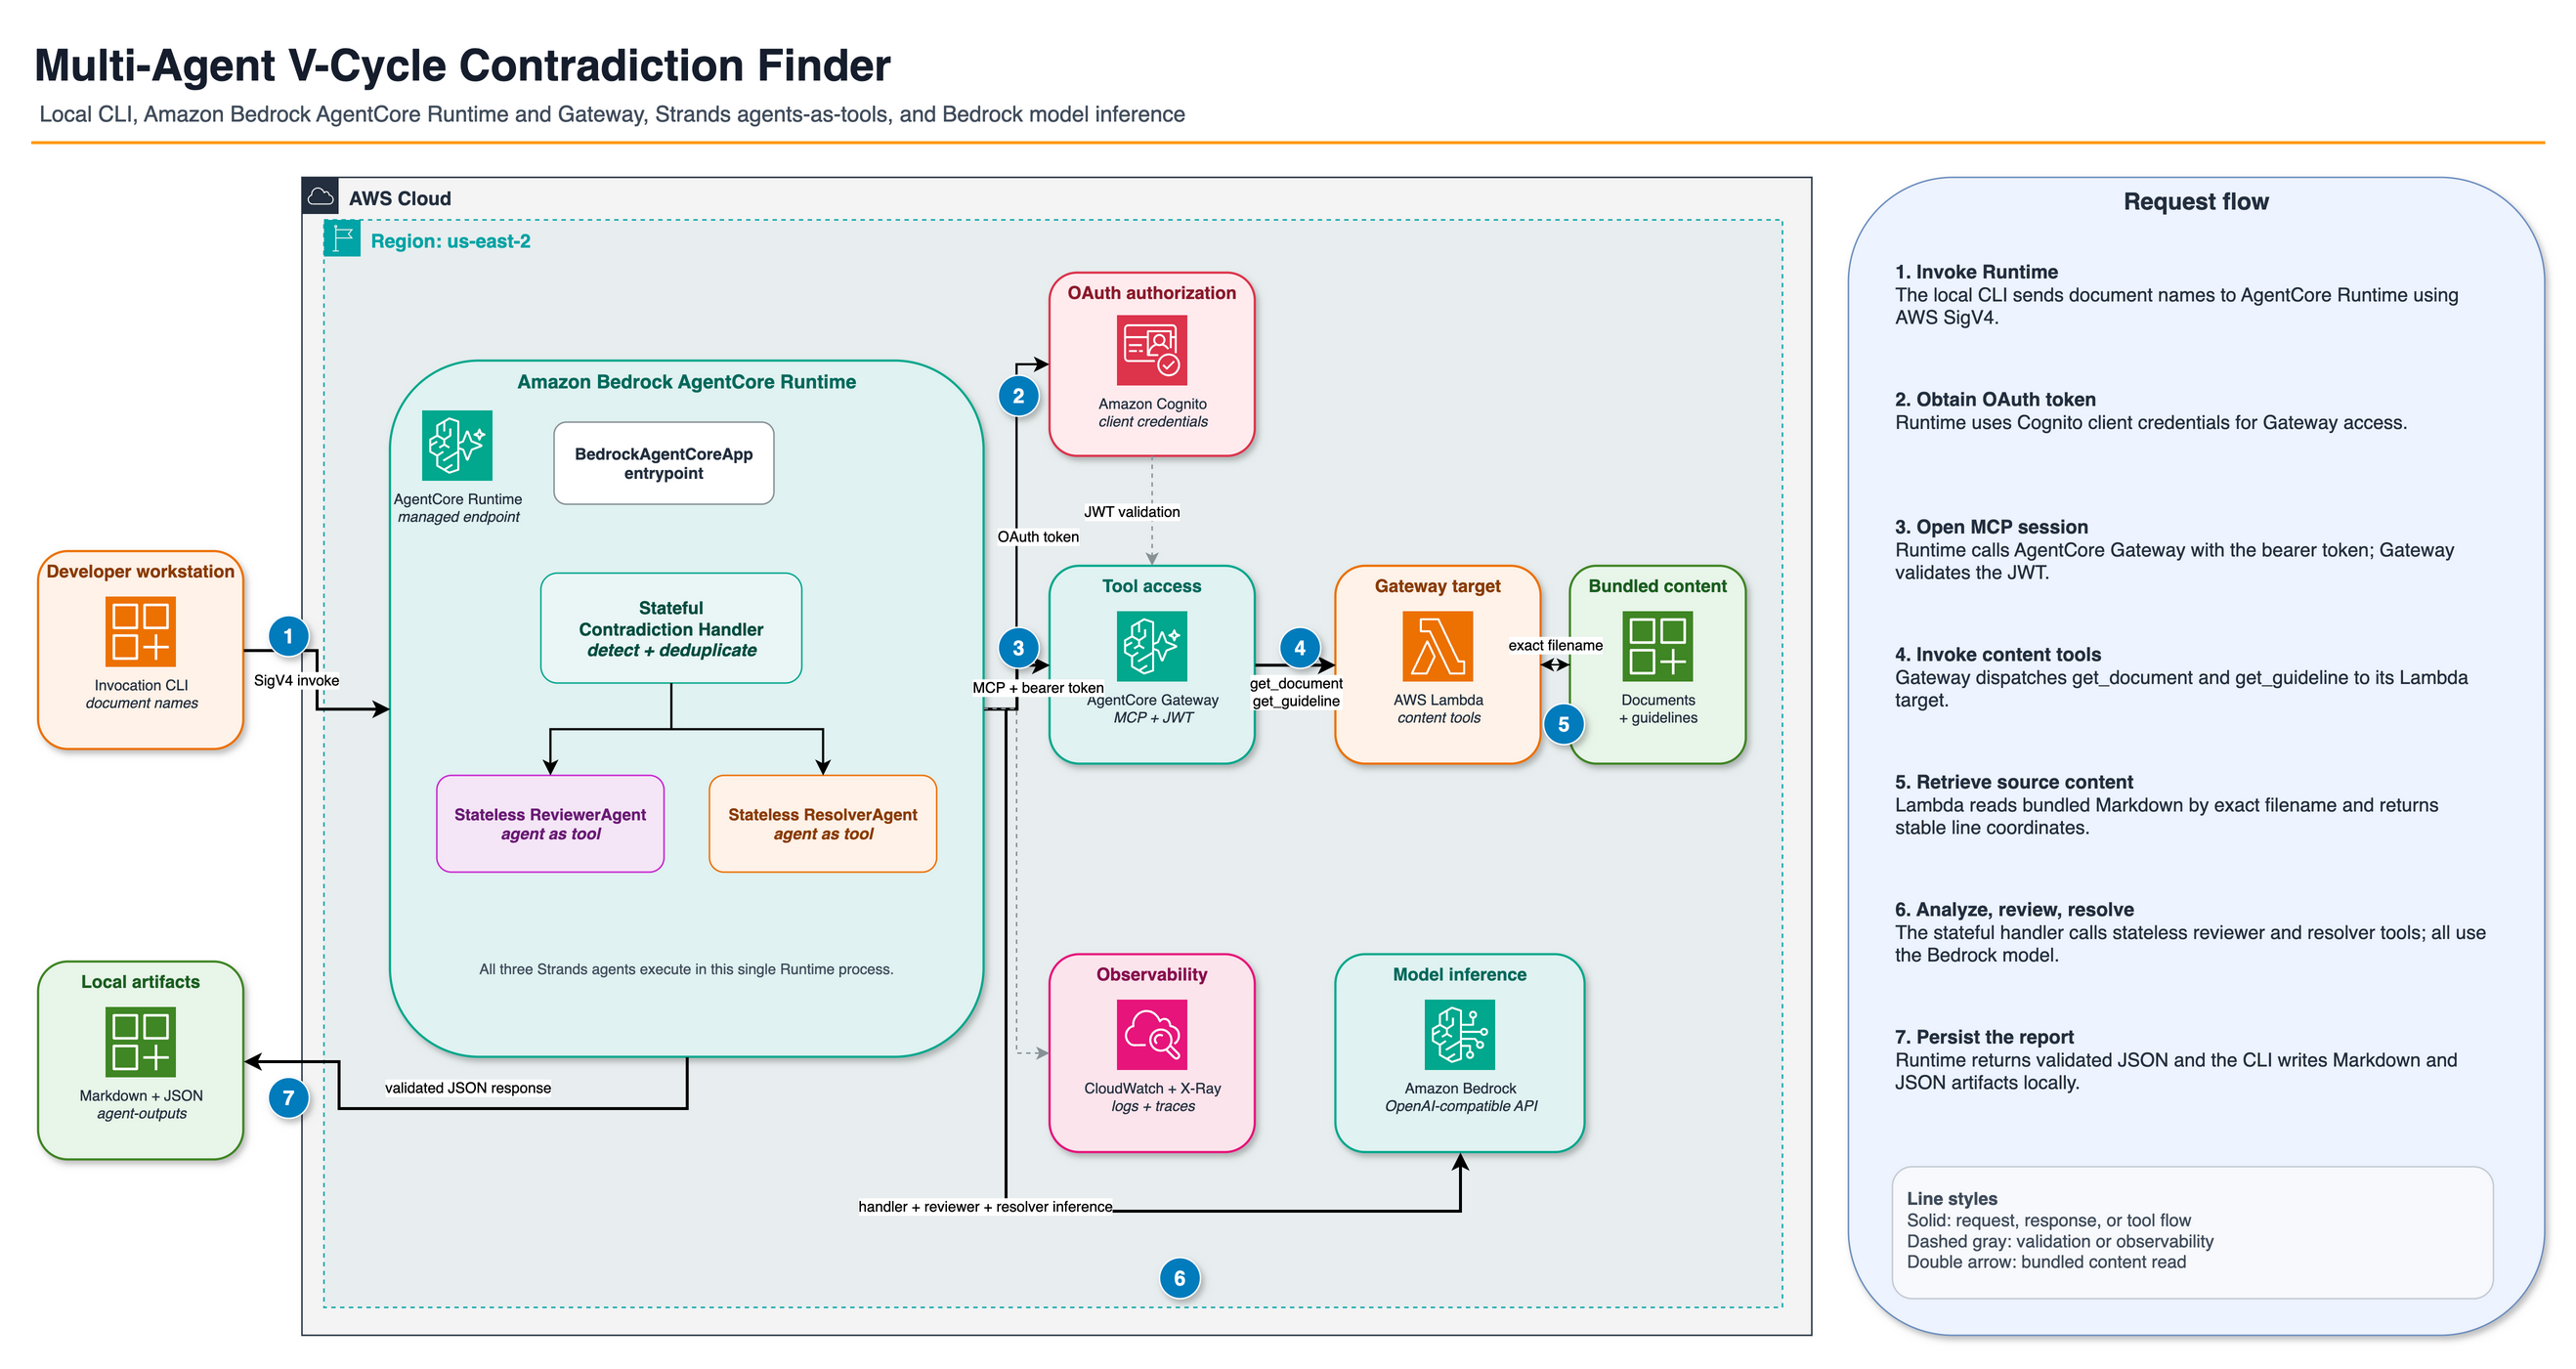 Multi-Agent V-Cycle Contradiction Finder
Local CLI, Amazon Bedrock AgentCore Runtime and Gateway, Strands agents-as-tools, and Bedrock model inference
AWS Cloud
Region: us-east-2
Developer workstation
Invocation CLI
document names
1
SigV4 invoke
Amazon Bedrock AgentCore Runtime
AgentCore Runtime
managed endpoint
BedrockAgentCoreApp
entrypoint
Stateful
Contradiction Handler
detect + deduplicate
Stateless ReviewerAgent
agent as tool
Stateless ResolverAgent
agent as tool
All three Strands agents execute in this single Runtime process.
OAuth authorization
Amazon Cognito
client credentials
2
OAuth token
JWT validation
3
MCP + bearer token
Tool access
AgentCore Gateway
MCP + JWT
4
get_document
get_guideline
Gateway target
AWS Lambda
content tools
exact filename
5
Bundled content
Documents
+ guidelines
Observability
CloudWatch + X-Ray
logs + traces
Model inference
Amazon Bedrock
OpenAI-compatible API
handler + reviewer + resolver inference
6
Local artifacts
Markdown + JSON
agent-outputs
7
validated JSON response
Request flow
1. Invoke Runtime
The local CLI sends document names to AgentCore Runtime using
AWS SigV4.
2. Obtain OAuth token
Runtime uses Cognito client credentials for Gateway access.
3. Open MCP session
Runtime calls AgentCore Gateway with the bearer token; Gateway
validates the JWT.
4. Invoke content tools
Gateway dispatches get_document and get_guideline to its Lambda
target.
5. Retrieve source content
Lambda reads bundled Markdown by exact filename and returns
stable line coordinates.
6. Analyze, review, resolve
The stateful handler calls stateless reviewer and resolver tools; all use
the Bedrock model.
7. Persist the report
Runtime returns validated JSON and the CLI writes Markdown and
JSON artifacts locally.
Line styles
Solid: request, response, or tool flow
Dashed gray: validation or observability
Double arrow: bundled content read